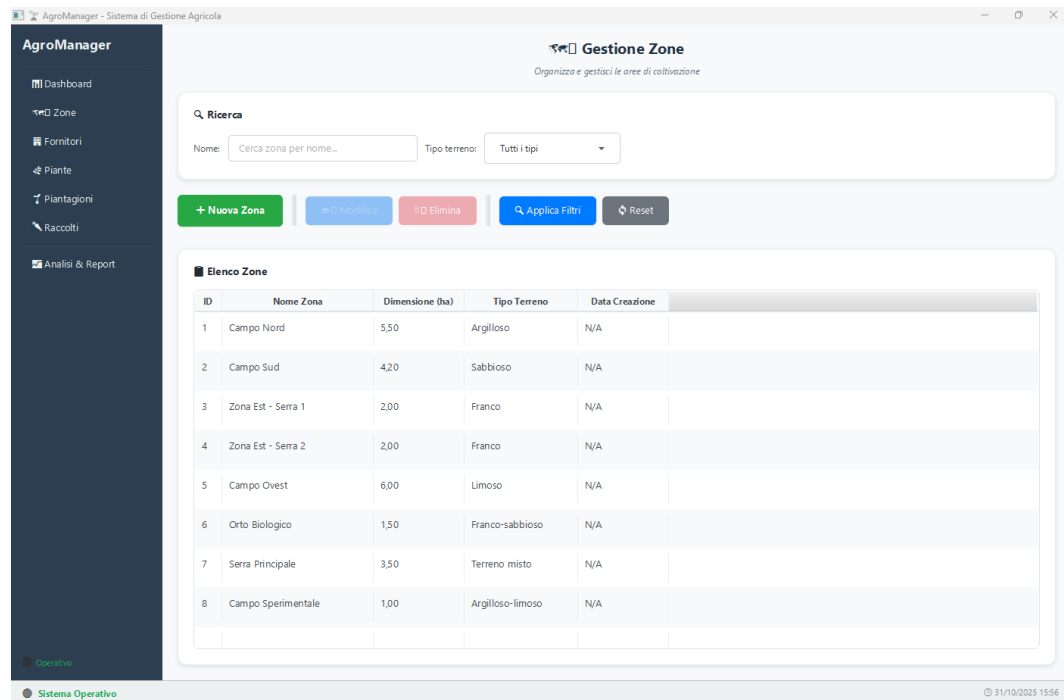 AgroManager - Sistema di Gestione Agricola
AgroManager
Dashboard
Zone
Fornitori
Piante
Piantagioni
Raccolti
Analisi & Report
Operativo
Gestione Zone
Organizza e gestisci le aree di coltivazione
Ricerca
Nome: Cerca zona per nome... Tipo terreno: Tutti i tipi
+ Nuova Zona Modifica Elimina Applica Filtri Reset
Elenco Zone
ID Nome Zona Dimensione (ha) Tipo Terreno Data Creazione
1 Campo Nord 5,50 Argilloso N/A
2 Campo Sud 4,20 Sabbioso N/A
3 Zona Est - Serra 1 2,00 Franco N/A
4 Zona Est - Serra 2 2,00 Franco N/A
5 Campo Ovest 6,00 Limoso N/A
6 Orto Biologico 1,50 Franco-sabbioso N/A
7 Serra Principale 3,50 Terreno misto N/A
8 Campo Sperimentale 1,00 Argilloso-limoso N/A
Sistema Operativo 31/10/2025 15:56